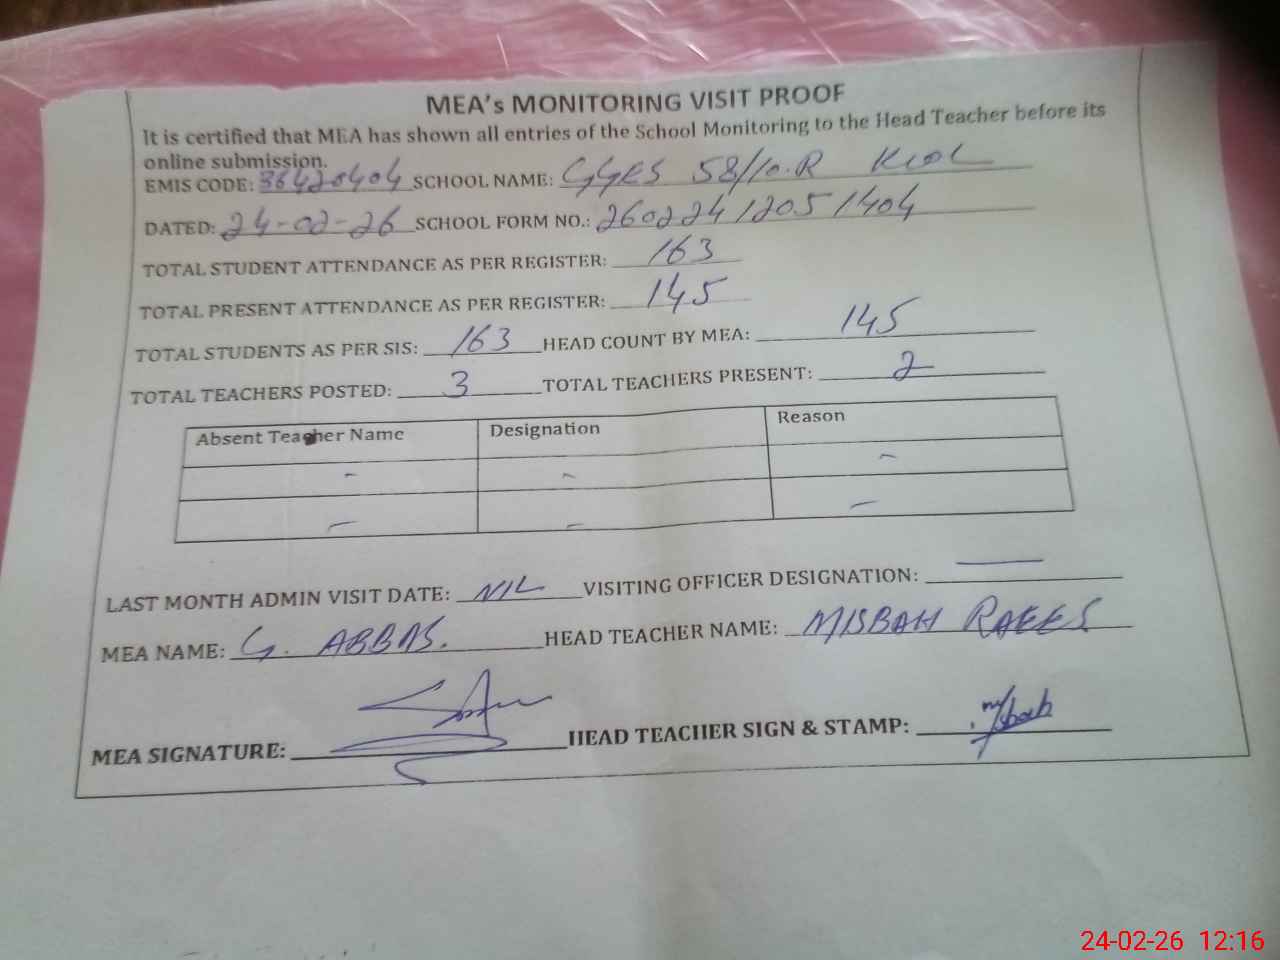 MEA's MONITORING VISIT PROOF
It is certified that MEA has shown all entries of the School Monitoring to the Head Teacher before its
online submission.
EMIS CODE: 36420404 SCHOOL NAME: GGES 58/10.R
DATED: 24-02-26 SCHOOL FORM NO.: 260224/1205/1404
TOTAL STUDENT ATTENDANCE AS PER REGISTER: 163
TOTAL PRESENT ATTENDANCE AS PER REGISTER: 145
TOTAL STUDENTS AS PER SIS: 163 HEAD COUNT BY MEA: 145
TOTAL TEACHERS POSTED: 3 TOTAL TEACHERS PRESENT: 2
Absent Teacher Name Designation Reason
- - -
- - -
LAST MONTH ADMIN VISIT DATE: NIL VISITING OFFICER DESIGNATION: —
MEA NAME: G. ABBAS. HEAD TEACHER NAME: MISBAH RAEES
MEA SIGNATURE: HEAD TEACHER SIGN & STAMP: Misbah
24-02-26 12:16